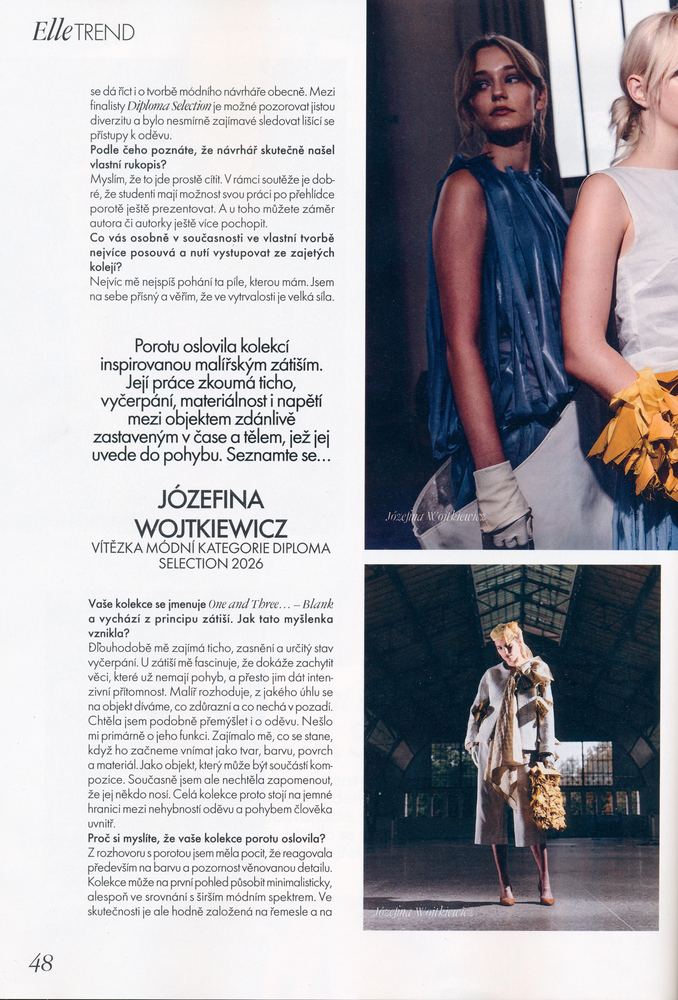 Elle TREND
se dá říct i o tvorbě módního návrháře obecně. Mezi
finalisty Diploma Selection je možné pozorovat jistou
diverzitu a bylo nesmírně zajímavé sledovat lišící se
přístupy k oděvu.
Podle čeho poznáte, že návrhář skutečně našel
vlastní rukopis?
Myslím, že to jde prostě cítit. V rámci soutěže je dob-
ré, že studenti mají možnost svou práci po přehlídce
porotě ještě prezentovat. A u toho můžete záměr
autora či autorky ještě více pochopit.
Co vás osobně v současnosti ve vlastní tvorbě
nejvíce posouvá a nutí vystupovat ze zajetých
kolejí?
Nejvíc mě nejspíš pohání ta píle, kterou mám. Jsem
na sebe přísný a věřím, že ve vytrvalosti je velká síla.
Porotu oslovila kolekcí
inspirovanou malířským zátiším.
Její práce zkoumá ticho,
vyčerpání, materiálnost i napětí
mezi objektem zdánlivě
zastaveným v čase a tělem, jež jej
uvede do pohybu. Seznamte se…
JÓZEFINA
WOJTKIEWICZ
VÍTĚZKA MÓDNÍ KATEGORIE DIPLOMA
SELECTION 2026
Vaše kolekce se jmenuje One and Three… – Blank
a vychází z principu zátiší. Jak tato myšlenka
vznikla?
Dlouhodobě mě zajímá ticho, zasnění a určitý stav
vyčerpání. U zátiší mě fascinuje, že dokáže zachytit
věci, které už nemají pohyb, a přesto jim dát inten-
zivní přítomnost. Malíř rozhoduje, z jakého úhlu se
na objekt díváme, co zdůrazní a co nechá v pozadí.
Chtěla jsem podobně přemýšlet i o oděvu. Nešlo
mi primárně o jeho funkci. Zajímalo mě, co se stane,
když ho začneme vnímat jako tvar, barvu, povrch
a materiál. Jako objekt, který může být součástí kom-
pozice. Současně jsem ale nechtěla zapomenout,
že jej někdo nosí. Celá kolekce proto stojí na jemné
hranici mezi nehybností oděvu a pohybem člověka
uvnitř.
Proč si myslíte, že vaše kolekce porotu oslovila?
Z rozhovoru s porotou jsem měla pocit, že reagovala
především na barvu a pozornost věnovanou detailu.
Kolekce může na první pohled působit minimalisticky,
alespoň ve srovnání s širším módním spektrem. Ve
skutečnosti je ale hodně založená na řemesle a na
Józefina Wojtkiewicz
Józefina Wojtkiewicz
48